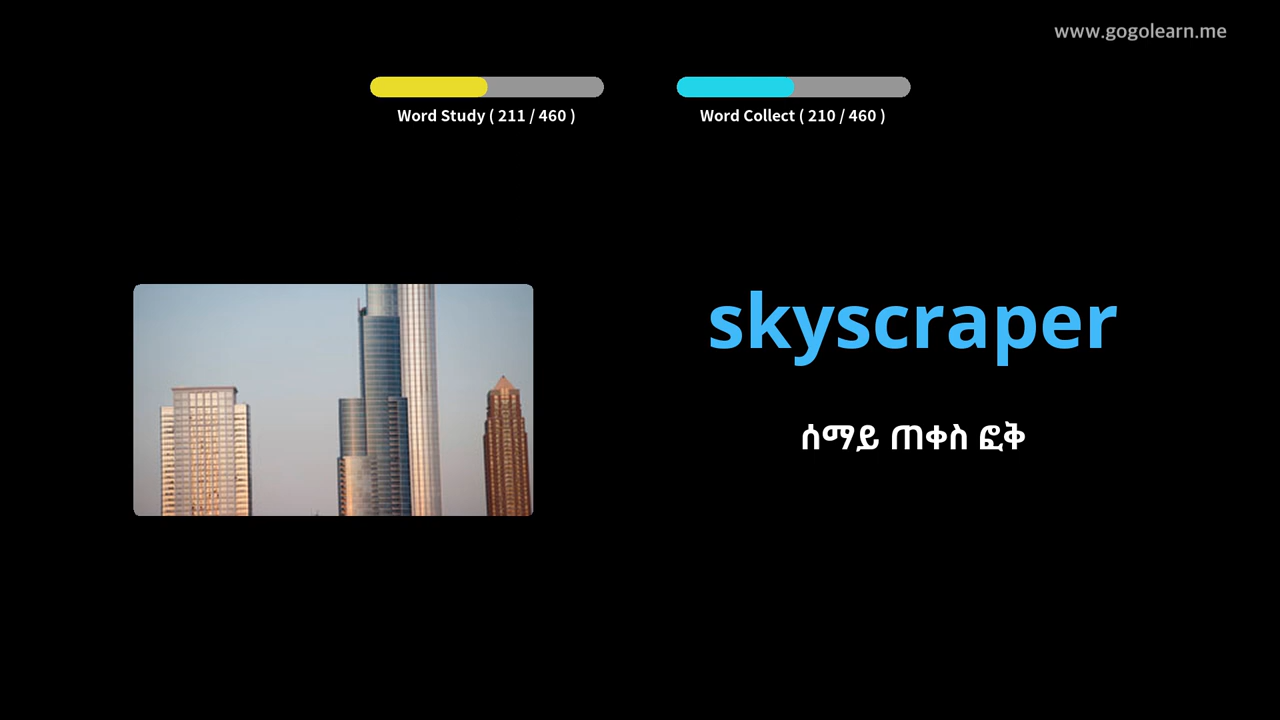 www.gogolearn.me
Word Study ( 211 / 460 )
Word Collect ( 210 / 460 )
skyscraper
ሰማይ ጠቀስ ፎቅ